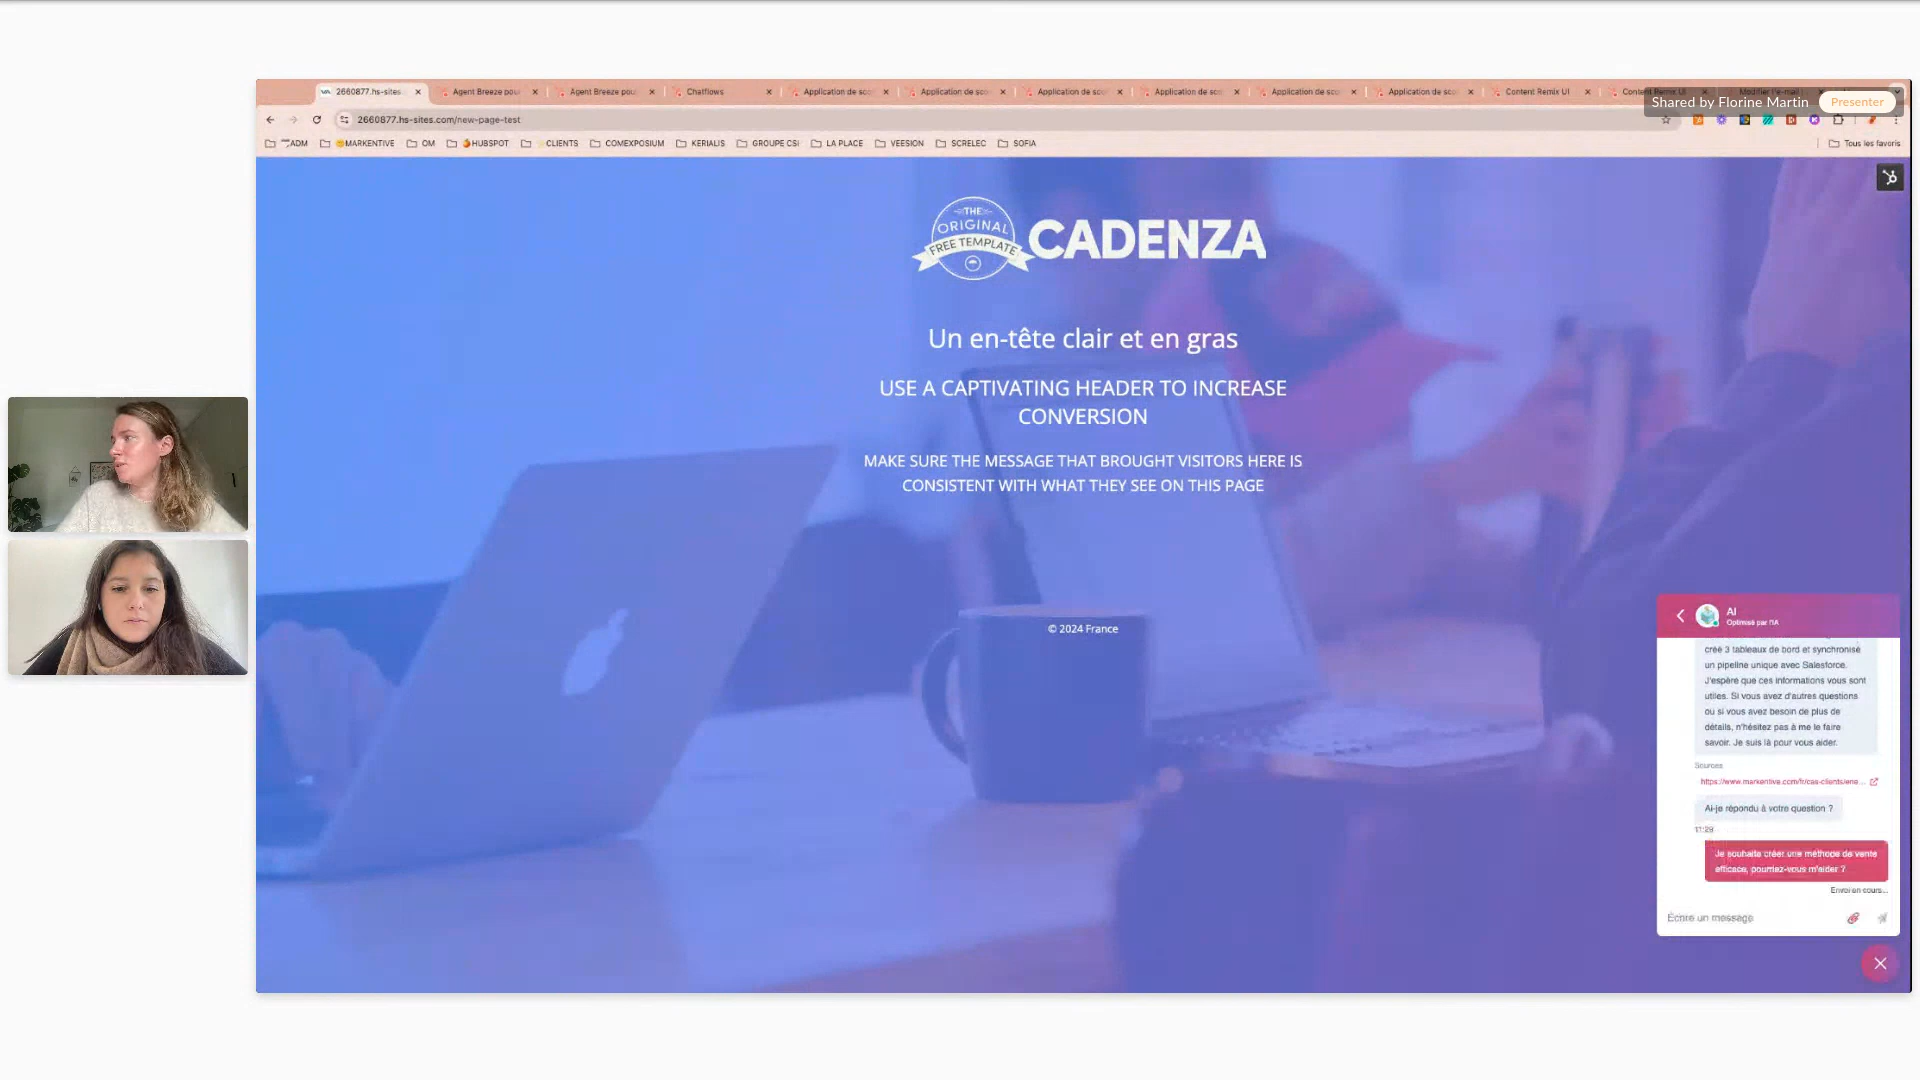 2660877.hs-sites
Agent Breeze pou
Agent Breeze pou
Chatflows
Application de sco
Application de sco
Application de sco
Application de sco
Application de sco
Application de sco
Content Remix UI
Shared by Florine Martin
Presenter
2660877.hs-sites.com/new-page-test
ADM
MARKENTIVE
OM
HUBSPOT
CLIENTS
COMEXPOSIUM
KERIALIS
GROUPE CSI
LA PLACE
VEESION
SCRELEC
SOFIA
Tous les favoris
THE
ORIGINAL
FREE TEMPLATE
CADENZA
Un en-tête clair et en gras
USE A CAPTIVATING HEADER TO INCREASE
CONVERSION
MAKE SURE THE MESSAGE THAT BROUGHT VISITORS HERE IS
CONSISTENT WITH WHAT THEY SEE ON THIS PAGE
© 2024 France
AI
Optimisé par l'IA
créé 3 tableaux de bord et synchronisé
un pipeline unique avec Salesforce.
J'espère que ces informations vous sont
utiles. Si vous avez d'autres questions
ou si vous avez besoin de plus de
détails, n'hésitez pas à me le faire
savoir. Je suis là pour vous aider.
Sources
https://www.markentive.com/fr/cas-clients/ene...
Ai-je répondu à votre question ?
11:29
Je souhaite créer une méthode de vente
efficace, pourriez-vous m'aider ?
Envoi en cours...
Écrire un message